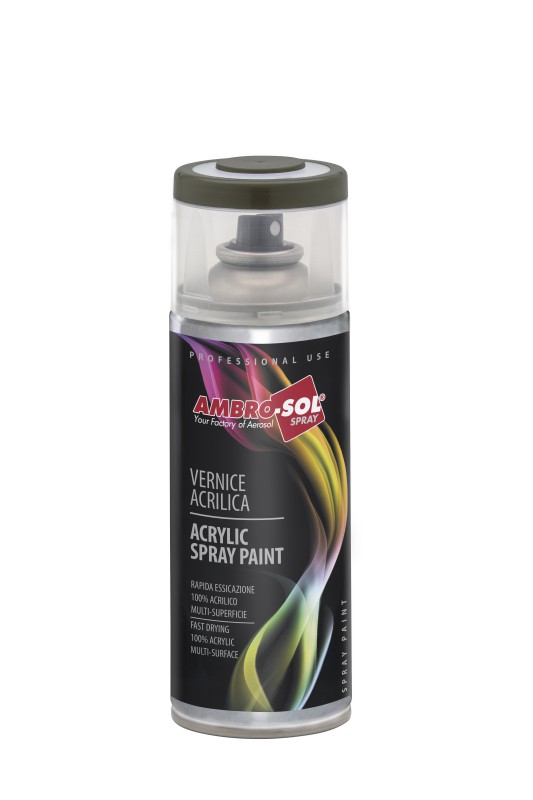 PROFESSIONAL USE
AMBRO-SOL®
SPRAY
Your Factory of Aerosol
VERNICE
ACRILICA
ACRYLIC
SPRAY PAINT
RAPIDA ESSICAZIONE
100% ACRILICO
MULTI-SUPERFICIE
FAST DRYING
100% ACRYLIC
MULTI-SURFACE
SPRAY PAINT